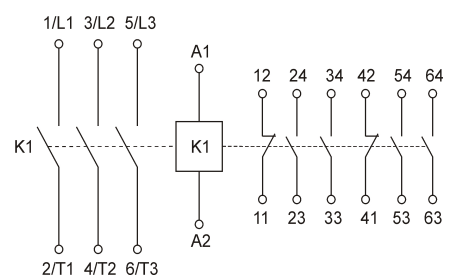 1/L1 3/L2 5/L3
A1
12 24 34 42 54 64
K1 K1
11 23 33 41 53 63
A2
2/T1 4/T2 6/T3